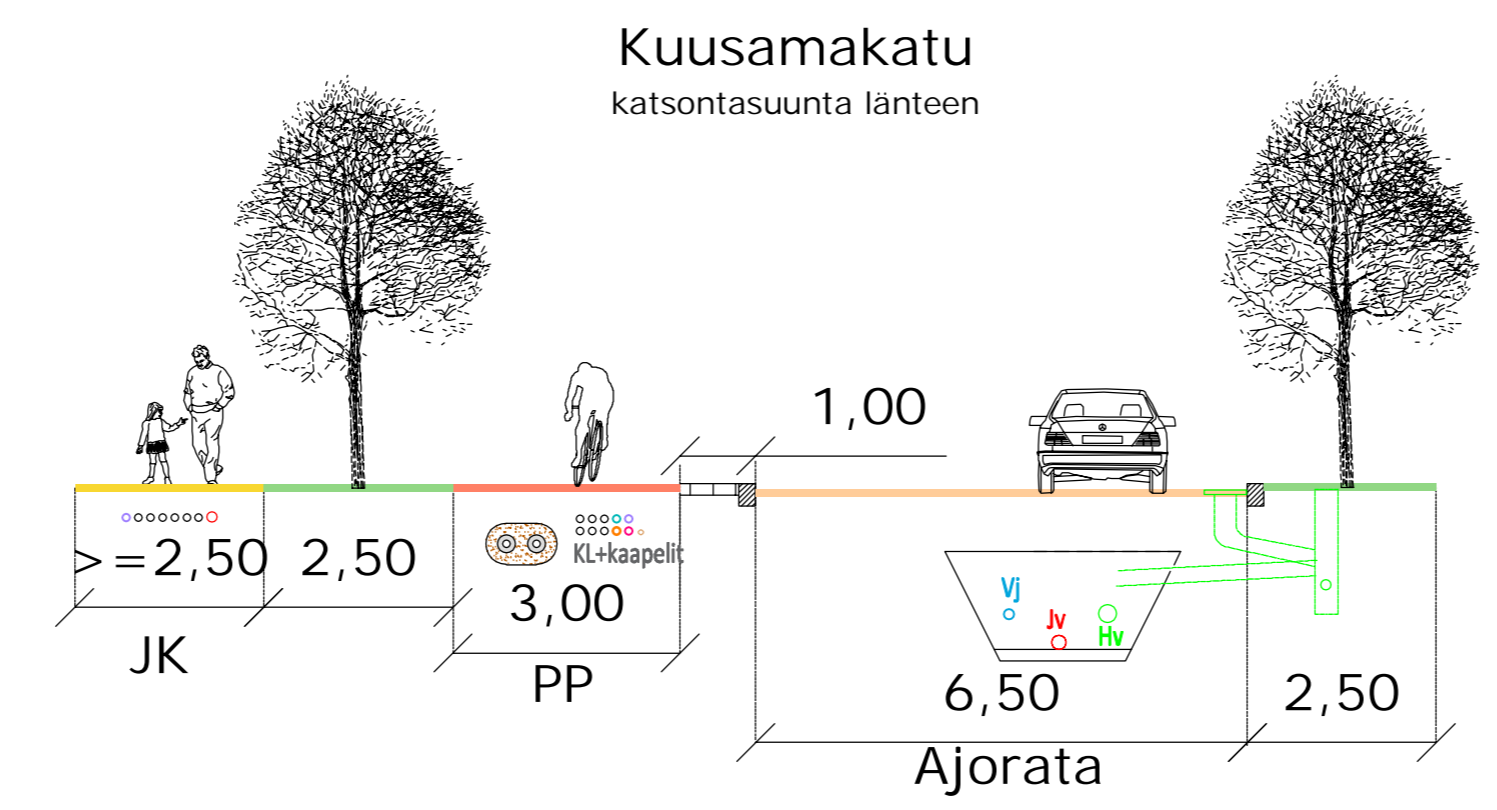 Kuusamakatu
katsontasuunta länteen
1,00
>=2,50
2,50
KL+kaapelit
3,00
JK
PP
Vj
Jv
Hv
6,50
2,50
Ajorata